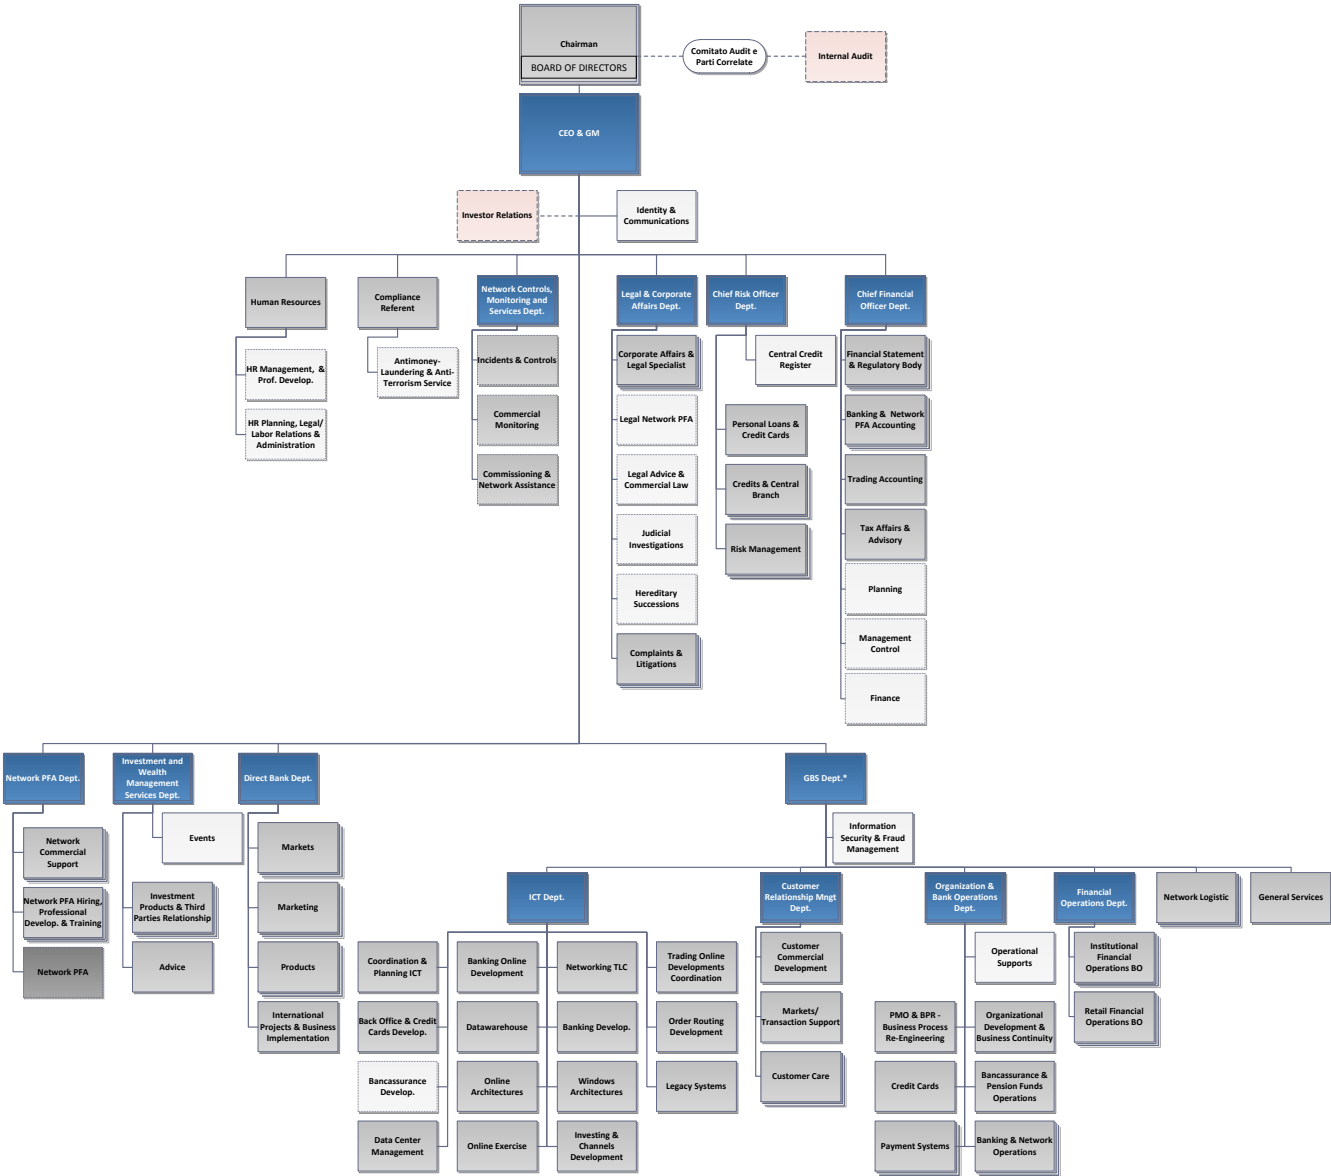 Chairman
BOARD OF DIRECTORS
Comitato Audit e
Parti Correlate
Internal Audit
CEO & GM
Investor Relations
Identity &
Communications
Human Resources
Compliance
Referent
Network Controls,
Monitoring and
Services Dept.
Legal & Corporate
Affairs Dept.
Chief Risk Officer
Dept.
Chief Financial
Officer Dept.
HR Management, &
Prof. Develop.
HR Planning, Legal/
Labor Relations &
Administration
Antimoney-
Laundering & Anti-
Terrorism Service
Incidents & Controls
Commercial
Monitoring
Commissioning &
Network Assistance
Corporate Affairs &
Legal Specialist
Legal Network PFA
Legal Advice &
Commercial Law
Judicial
Investigations
Hereditary
Successions
Complaints &
Litigations
Central Credit
Register
Personal Loans &
Credit Cards
Credits & Central
Branch
Risk Management
Financial Statement
& Regulatory Body
Banking & Network
PFA Accounting
Trading Accounting
Tax Affairs &
Advisory
Planning
Management
Control
Finance
Network PFA Dept.
Investment and
Wealth
Management
Services Dept.
Direct Bank Dept.
GBS Dept.*
Network
Commercial
Support
Network PFA Hiring,
Professional
Develop. & Training
Network PFA
Events
Investment
Products & Third
Parties Relationship
Advice
Markets
Marketing
Products
International
Projects & Business
Implementation
Information
Security & Fraud
Management
ICT Dept.
Customer
Relationship Mngt
Dept.
Organization &
Bank Operations
Dept.
Financial
Operations Dept.
Network Logistic
General Services
Coordination &
Planning ICT
Back Office & Credit
Cards Develop.
Bancassurance
Develop.
Data Center
Management
Banking Online
Development
Datawarehouse
Online
Architectures
Online Exercise
Networking TLC
Banking Develop.
Windows
Architectures
Investing &
Channels
Development
Trading Online
Developments
Coordination
Order Routing
Development
Legacy Systems
Customer
Commercial
Development
Markets/
Transaction Support
Customer Care
Operational
Supports
PMO & BPR -
Business Process
Re-Engineering
Organizational
Development &
Business Continuity
Credit Cards
Bancassurance &
Pension Funds
Operations
Payment Systems
Banking & Network
Operations
Institutional
Financial
Operations BO
Retail Financial
Operations BO